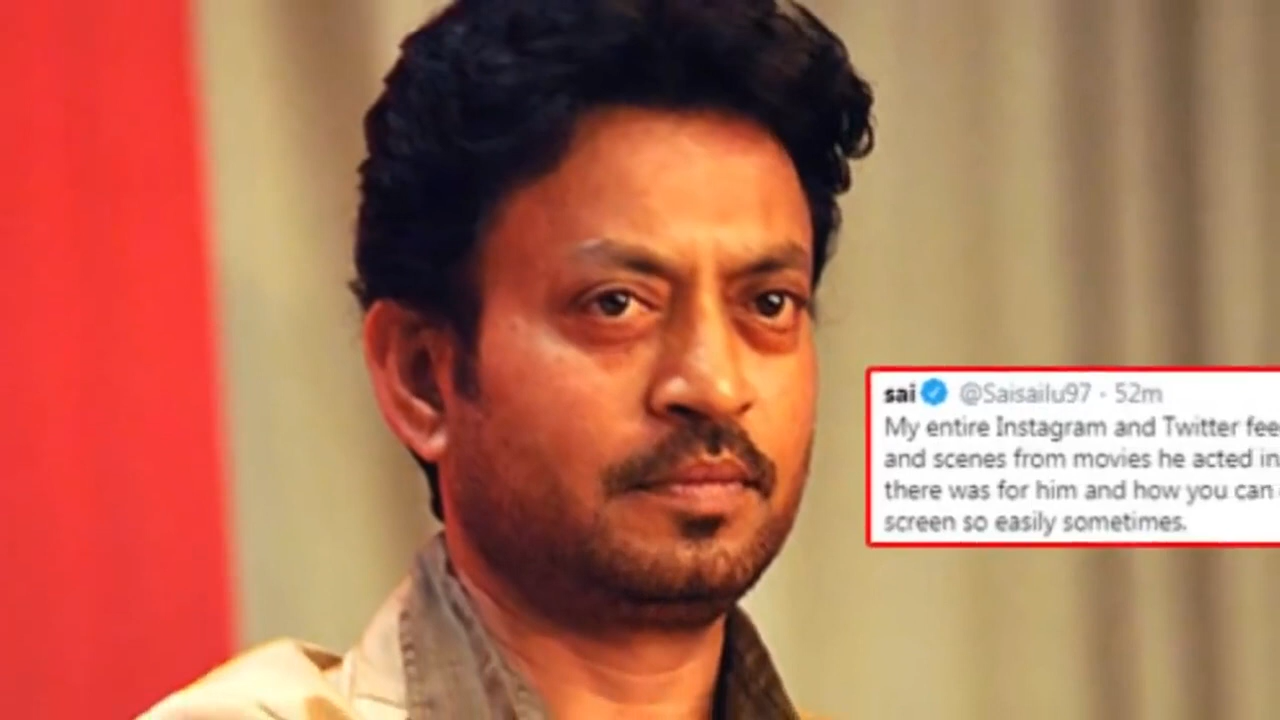 sai @Saisailu97 · 52m
My entire Instagram and Twitter fee
and scenes from movies he acted in
there was for him and how you can
screen so easily sometimes.